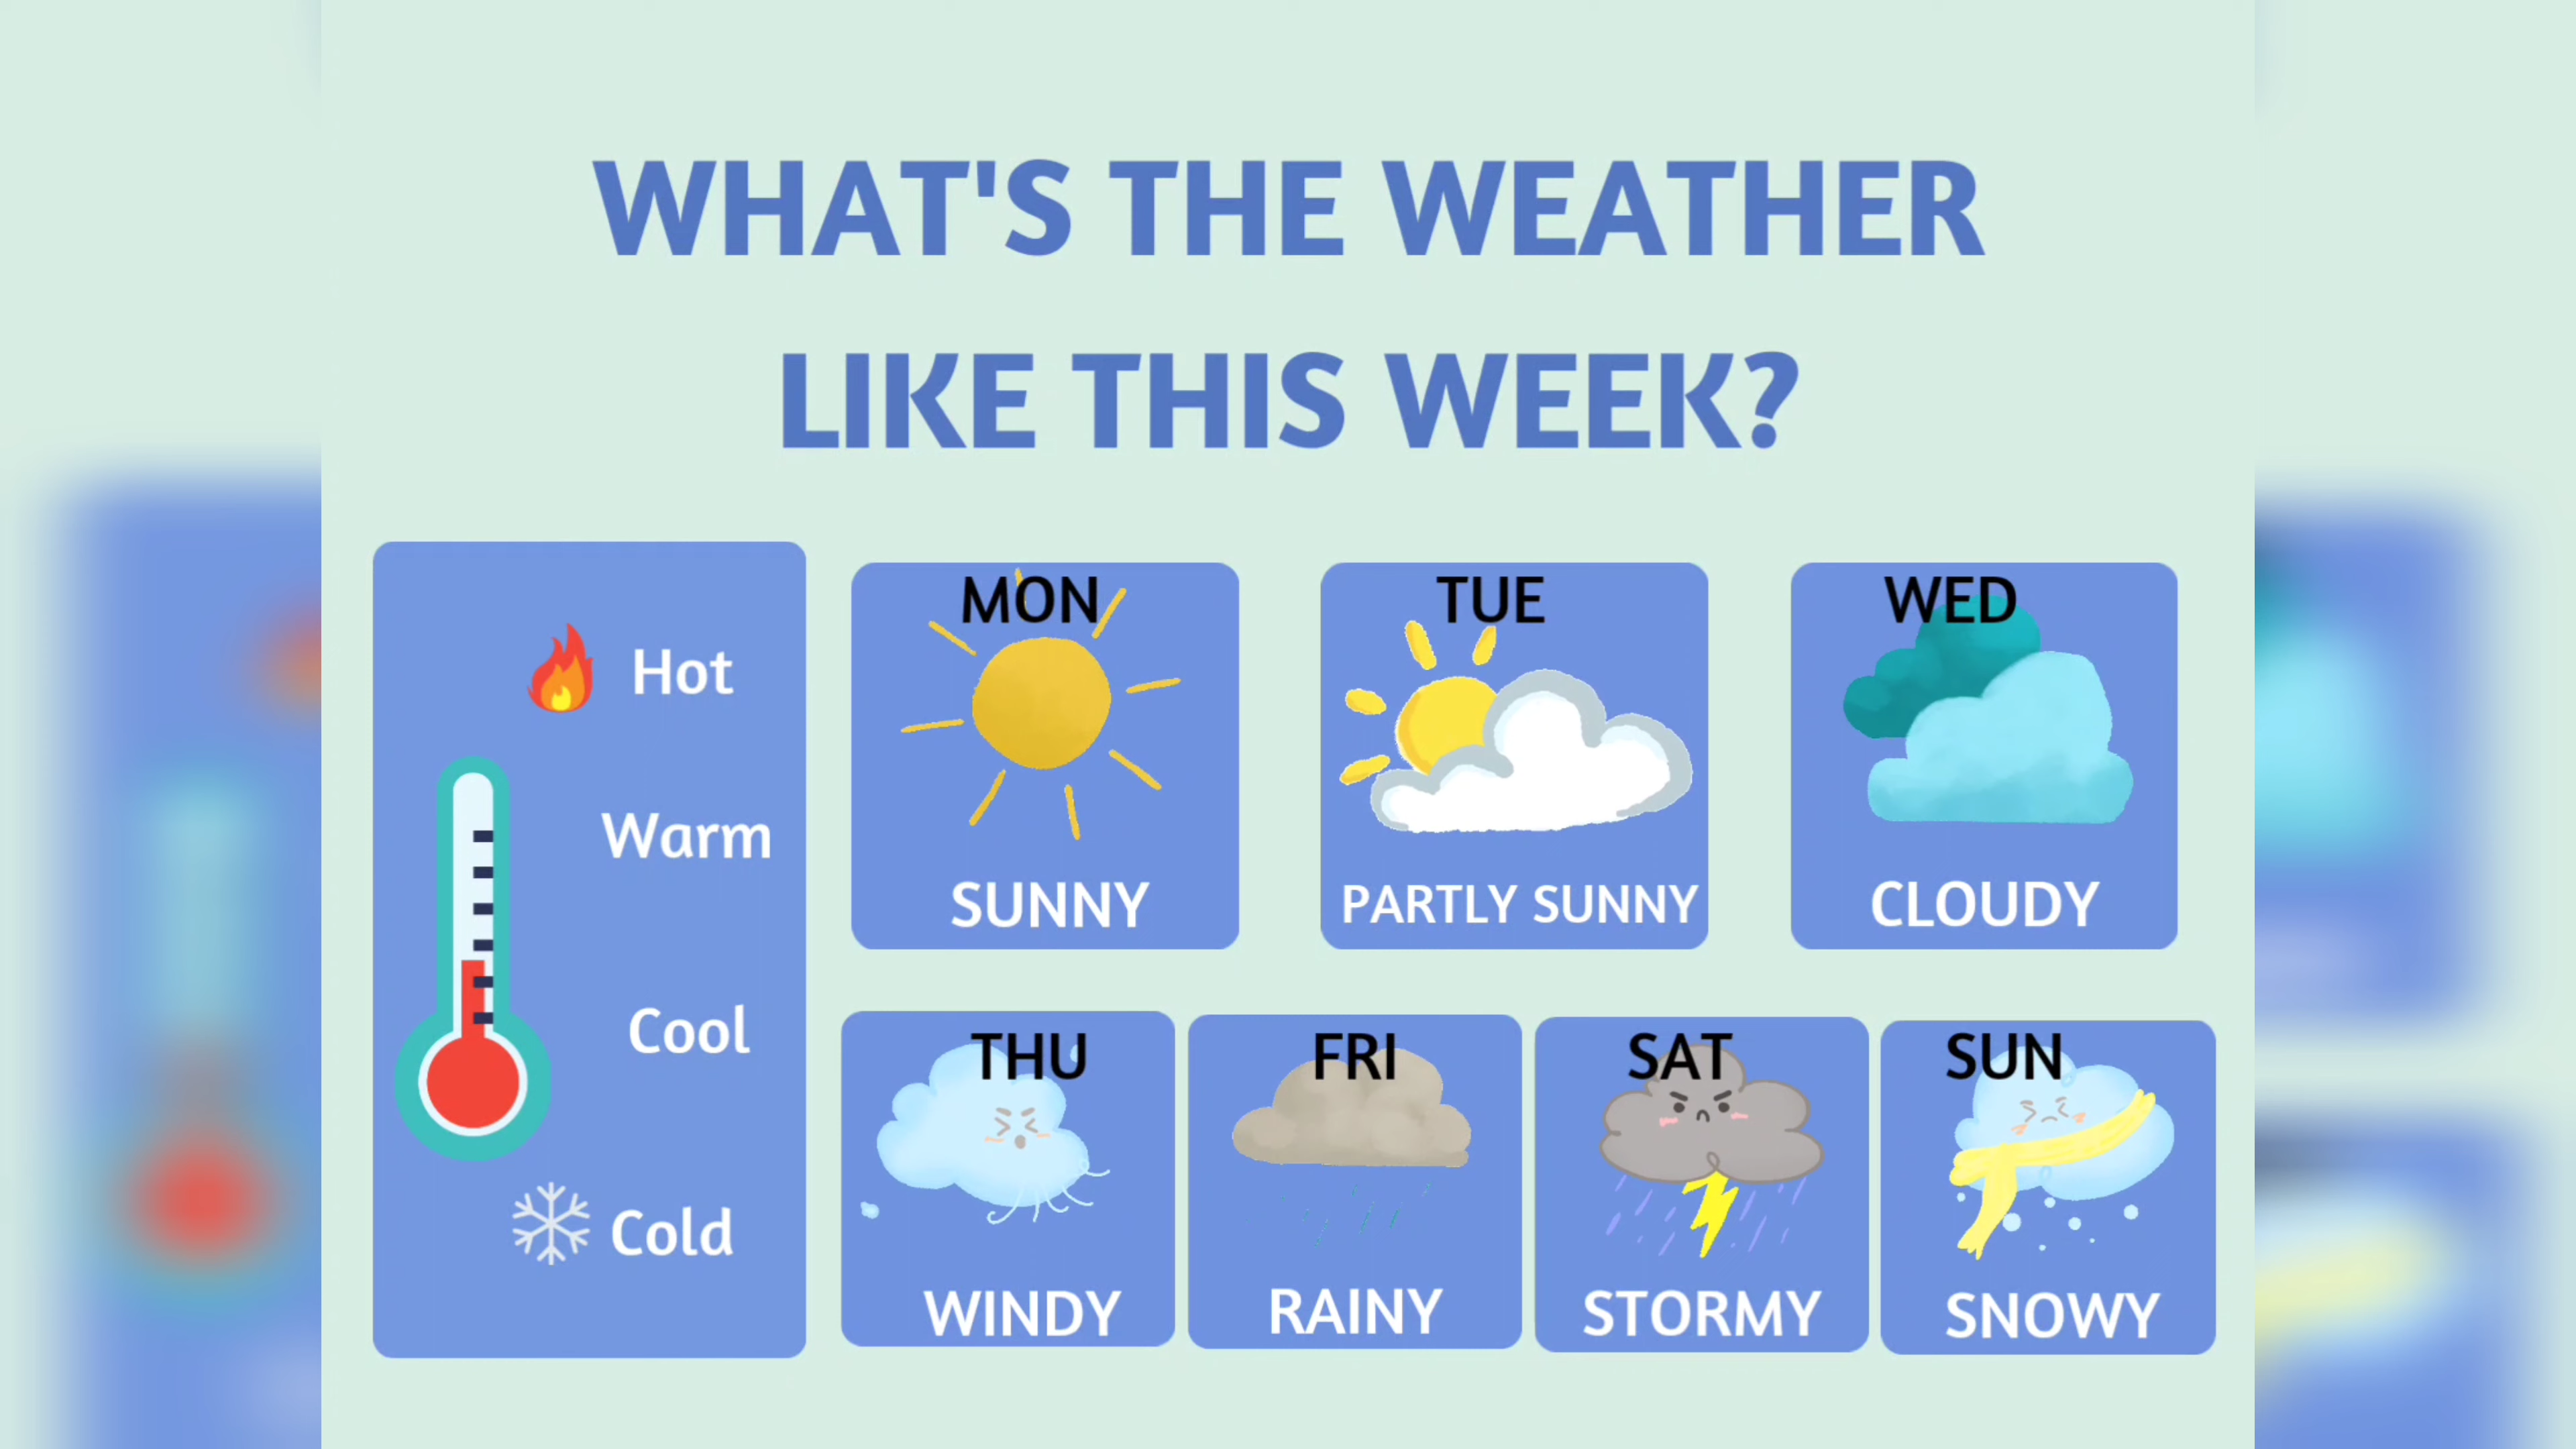 WHAT'S THE WEATHER
LIKE THIS WEEK?
Hot
Warm
Cool
Cold
MON
SUNNY
TUE
PARTLY SUNNY
WED
CLOUDY
THU
WINDY
FRI
RAINY
SAT
STORMY
SUN
SNOWY